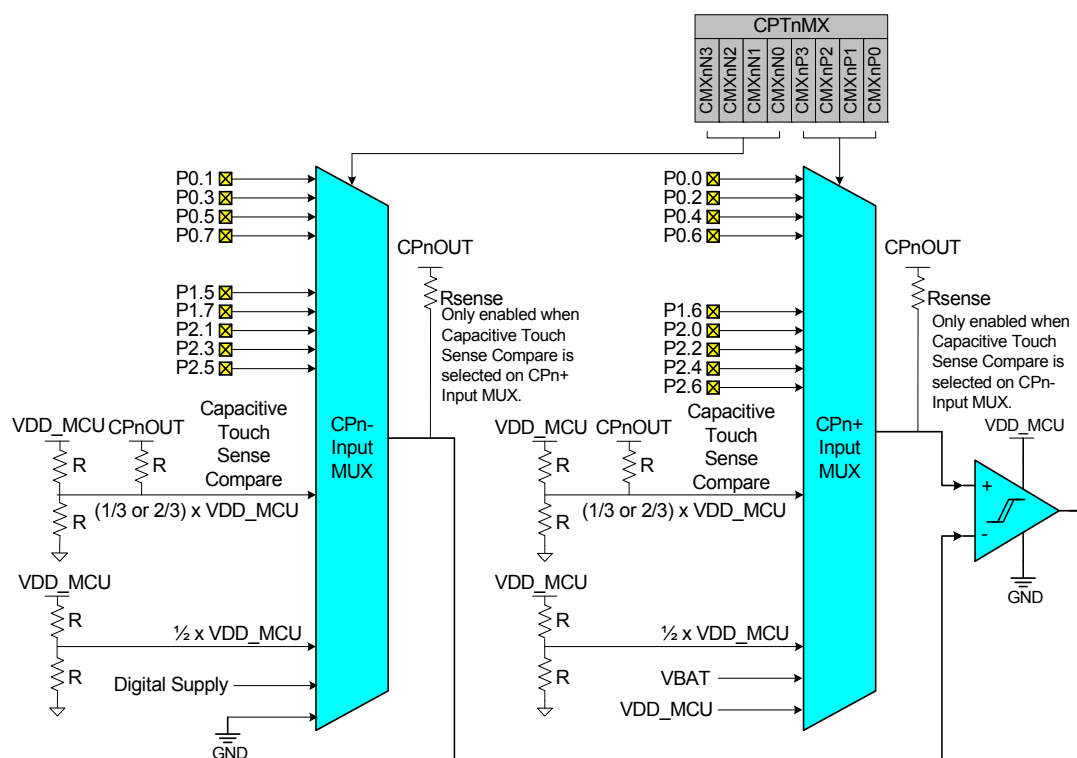 CPTnMX
CMXnN3
CMXnN2
CMXnN1
CMXnN0
CMXnP3
CMXnP2
CMXnP1
CMXnP0
P0.1
P0.3
P0.5
P0.7
P1.5
P1.7
P2.1
P2.3
P2.5
CPnOUT
Rsense
Only enabled when
Capacitive Touch
Sense Compare is
selected on CPn+
Input MUX.
VDD_MCU
CPnOUT
R
R
R
Capacitive
Touch
Sense
Compare
(1/3 or 2/3) x VDD_MCU
CPn-
Input
MUX
VDD_MCU
R
R
½ x VDD_MCU
Digital Supply
GND
P0.0
P0.2
P0.4
P0.6
P1.6
P2.0
P2.2
P2.4
P2.6
CPnOUT
Rsense
Only enabled when
Capacitive Touch
Sense Compare is
selected on CPn-
Input MUX.
VDD_MCU
CPnOUT
R
R
R
Capacitive
Touch
Sense
Compare
(1/3 or 2/3) x VDD_MCU
CPn+
Input
MUX
VDD_MCU
R
R
½ x VDD_MCU
VBAT
VDD_MCU
VDD_MCU
+
-
GND